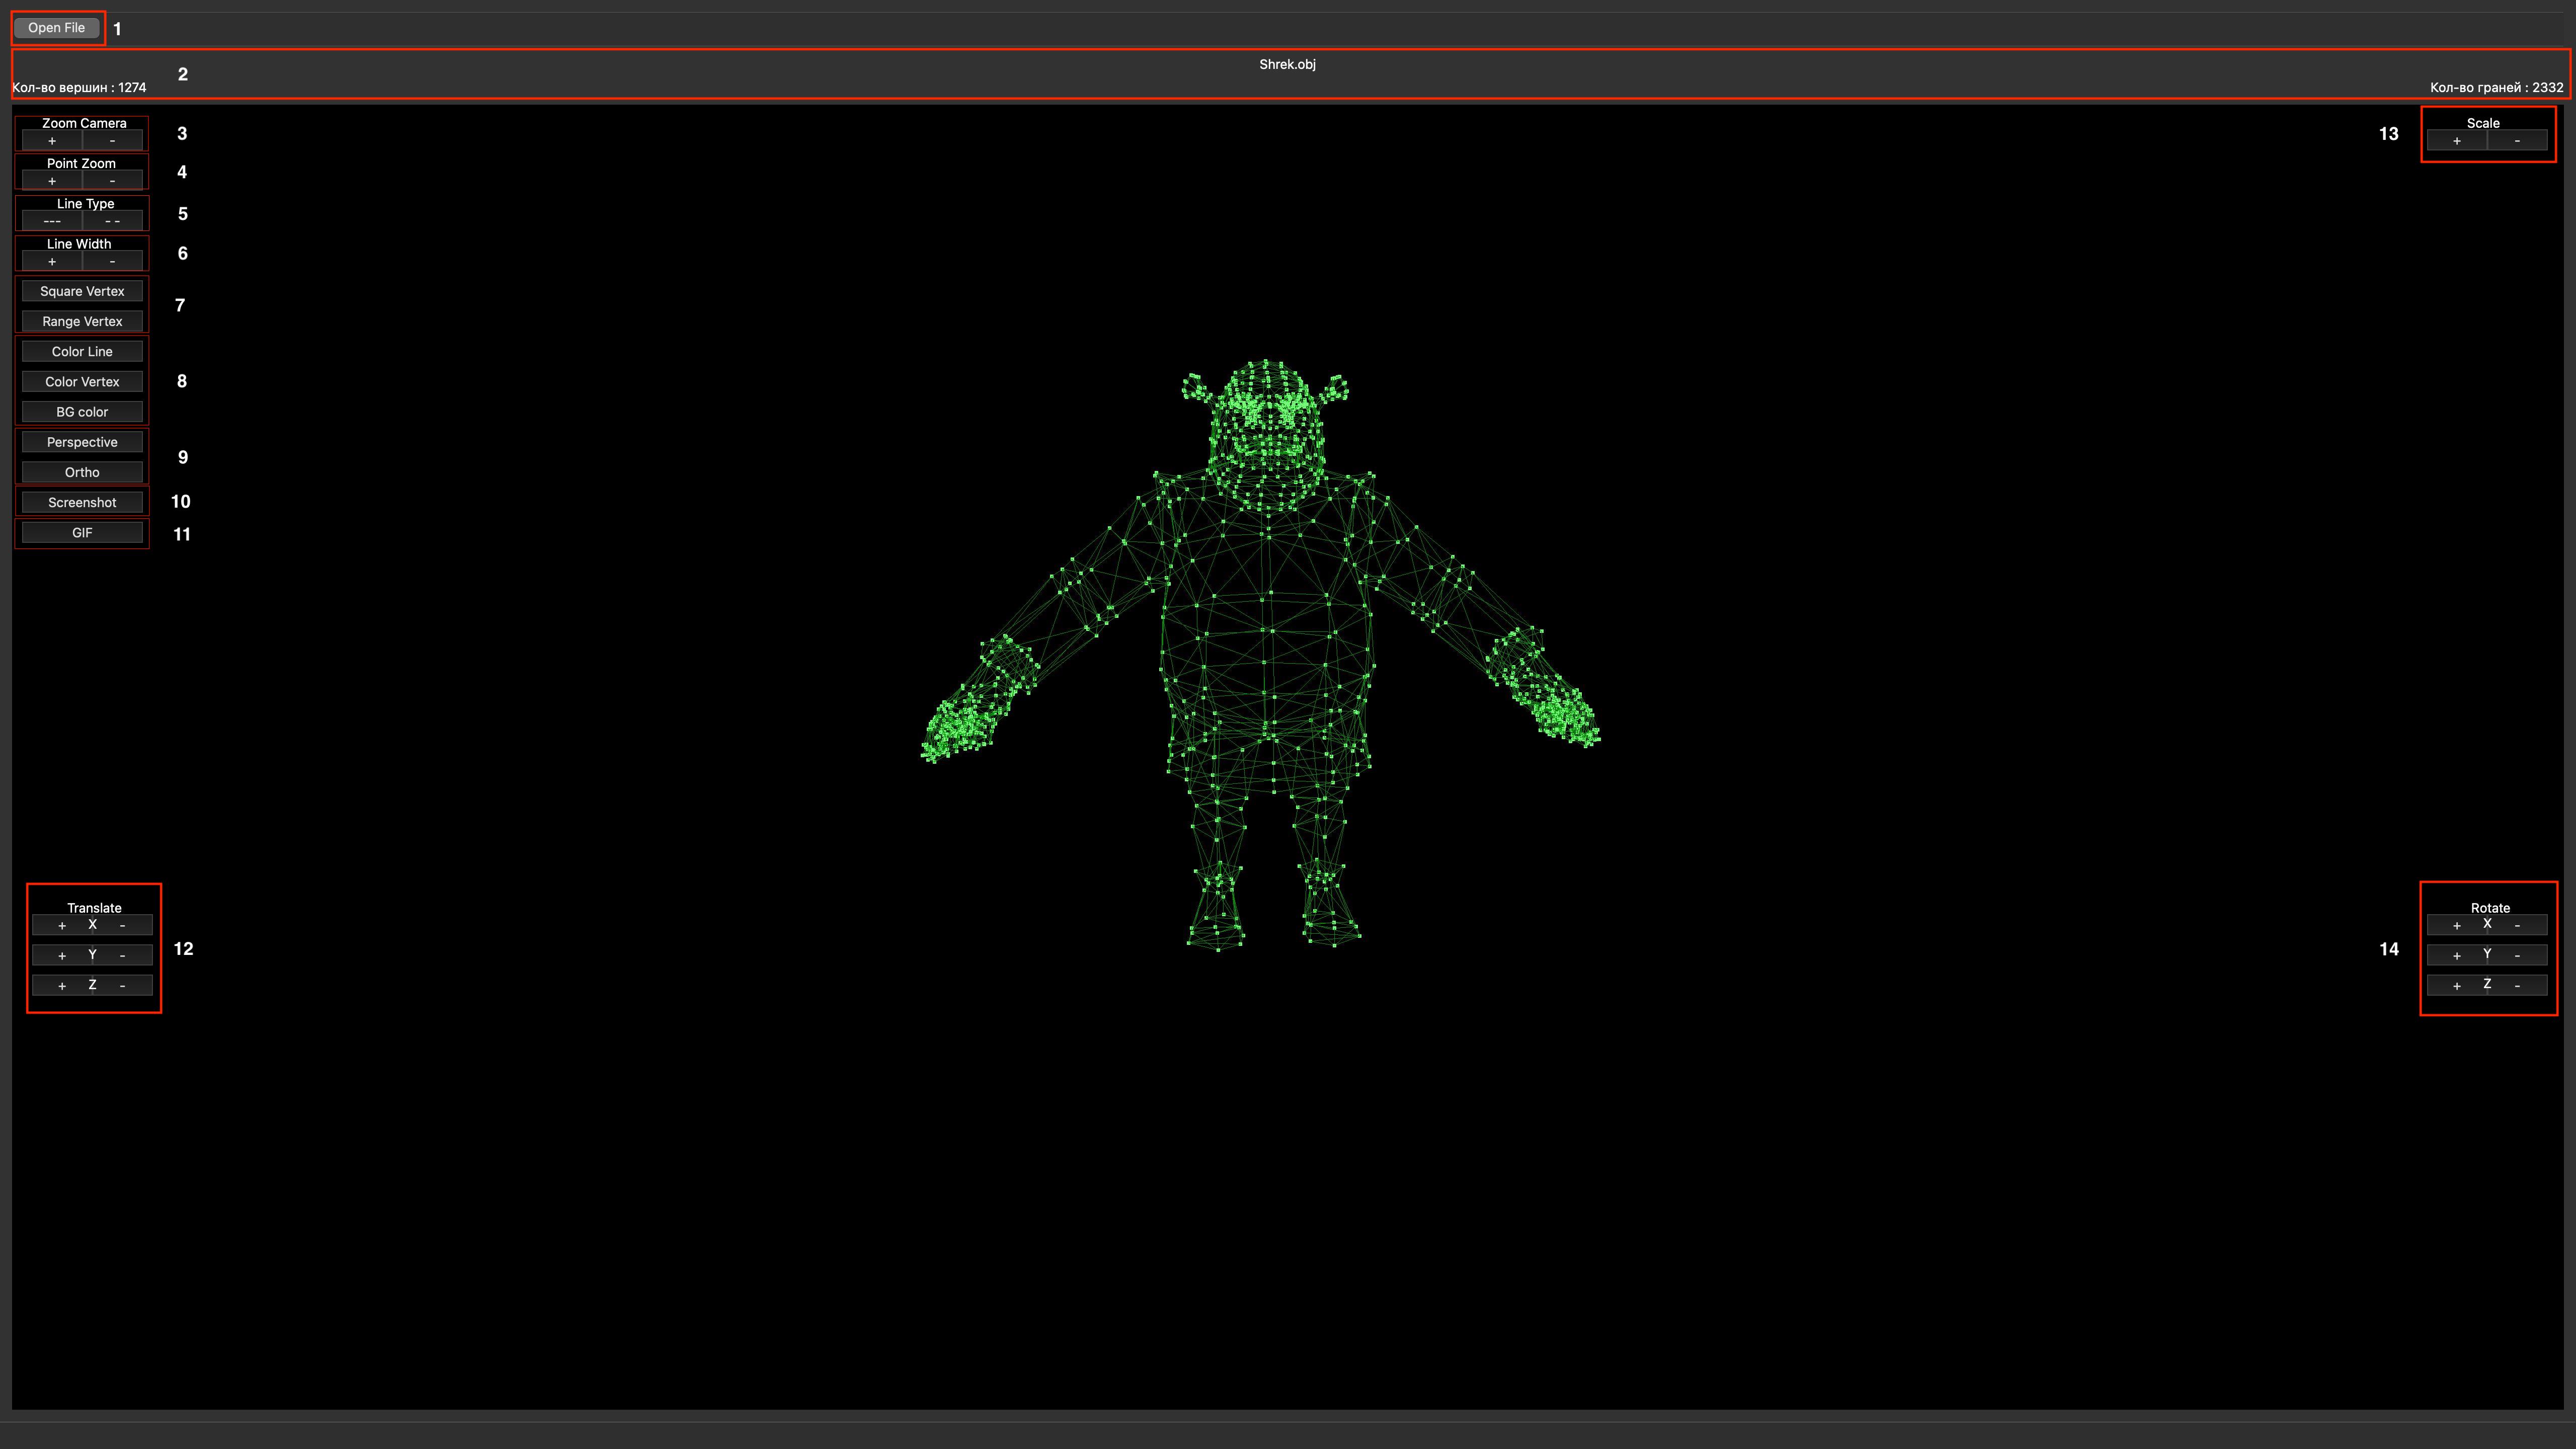 Open File 1
Shrek.obj
2
Кол-во вершин : 1274
Кол-во граней : 2332
Zoom Camera
+ -
3
Point Zoom
+ -
4
Line Type
--- - -
5
Line Width
+ -
6
Square Vertex
7
Range Vertex
Color Line
Color Vertex
8
BG color
Perspective
9
Ortho
Screenshot 10
GIF 11
Translate
+ X -
+ Y -
12
+ Z -
Scale
13
+ -
Rotate
+ X -
14
+ Y -
+ Z -